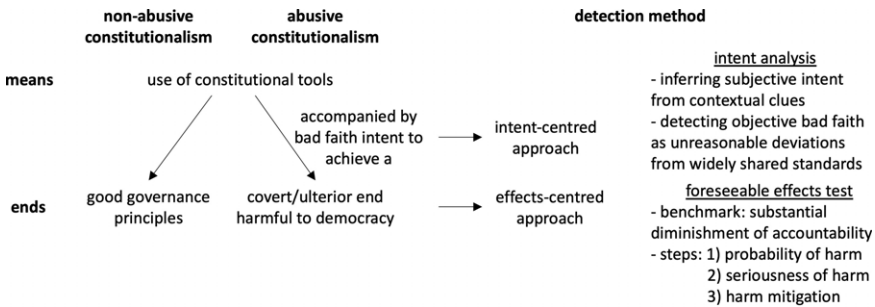 non-abusive
constitutionalism
abusive
constitutionalism
detection method
means
use of constitutional tools
accompanied by
bad faith intent to
achieve a
intent-centred
approach
intent analysis
- inferring subjective intent
from contextual clues
- detecting objective bad faith
as unreasonable deviations
from widely shared standards
ends
good governance
principles
covert/ulterior end
harmful to democracy
effects-centred
approach
foreseeable effects test
- benchmark: substantial
diminishment of accountability
- steps: 1) probability of harm
2) seriousness of harm
3) harm mitigation